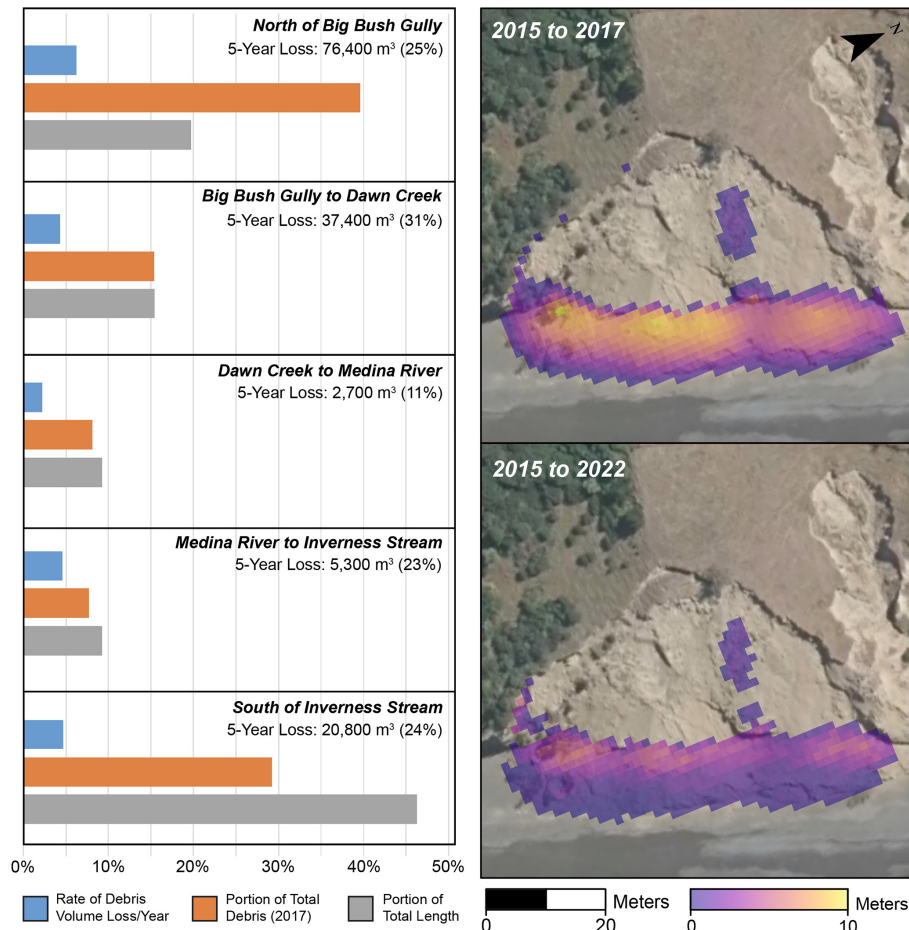 North of Big Bush Gully
5-Year Loss: 76,400 m³ (25%)
Big Bush Gully to Dawn Creek
5-Year Loss: 37,400 m³ (31%)
Dawn Creek to Medina River
5-Year Loss: 2,700 m³ (11%)
Medina River to Inverness Stream
5-Year Loss: 5,300 m³ (23%)
South of Inverness Stream
5-Year Loss: 20,800 m³ (24%)
0% 10% 20% 30% 40% 50%
Rate of Debris
Volume Loss/Year
Portion of Total
Debris (2017)
Portion of
Total Length
2015 to 2017
N
2015 to 2022
Meters
0 20
Meters
0 10